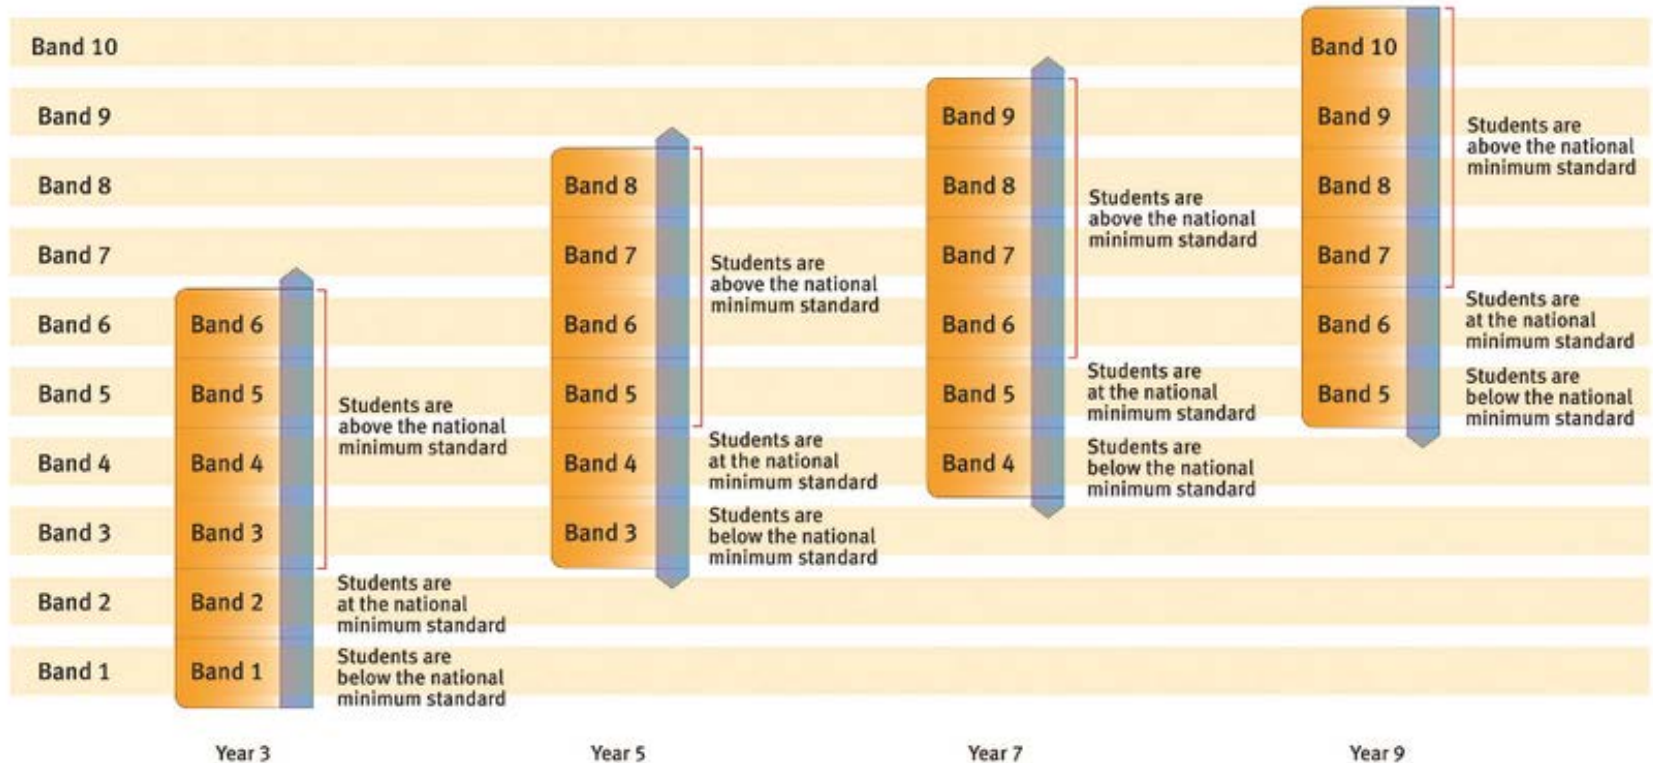 Band 10
Band 9
Band 8
Band 7
Band 6
Band 5
Band 4
Band 3
Band 2
Band 1
Band 6
Band 5
Band 4
Band 3
Band 2
Band 1
Students are
above the national
minimum standard
Students are
at the national
minimum standard
Students are
below the national
minimum standard
Year 3
Band 8
Band 7
Band 6
Band 5
Band 4
Band 3
Students are
above the national
minimum standard
Students are
at the national
minimum standard
Students are
below the national
minimum standard
Year 5
Band 9
Band 8
Band 7
Band 6
Band 5
Band 4
Students are
above the national
minimum standard
Students are
at the national
minimum standard
Students are
below the national
minimum standard
Year 7
Band 10
Band 9
Band 8
Band 7
Band 6
Band 5
Students are
above the national
minimum standard
Students are
at the national
minimum standard
Students are
below the national
minimum standard
Year 9